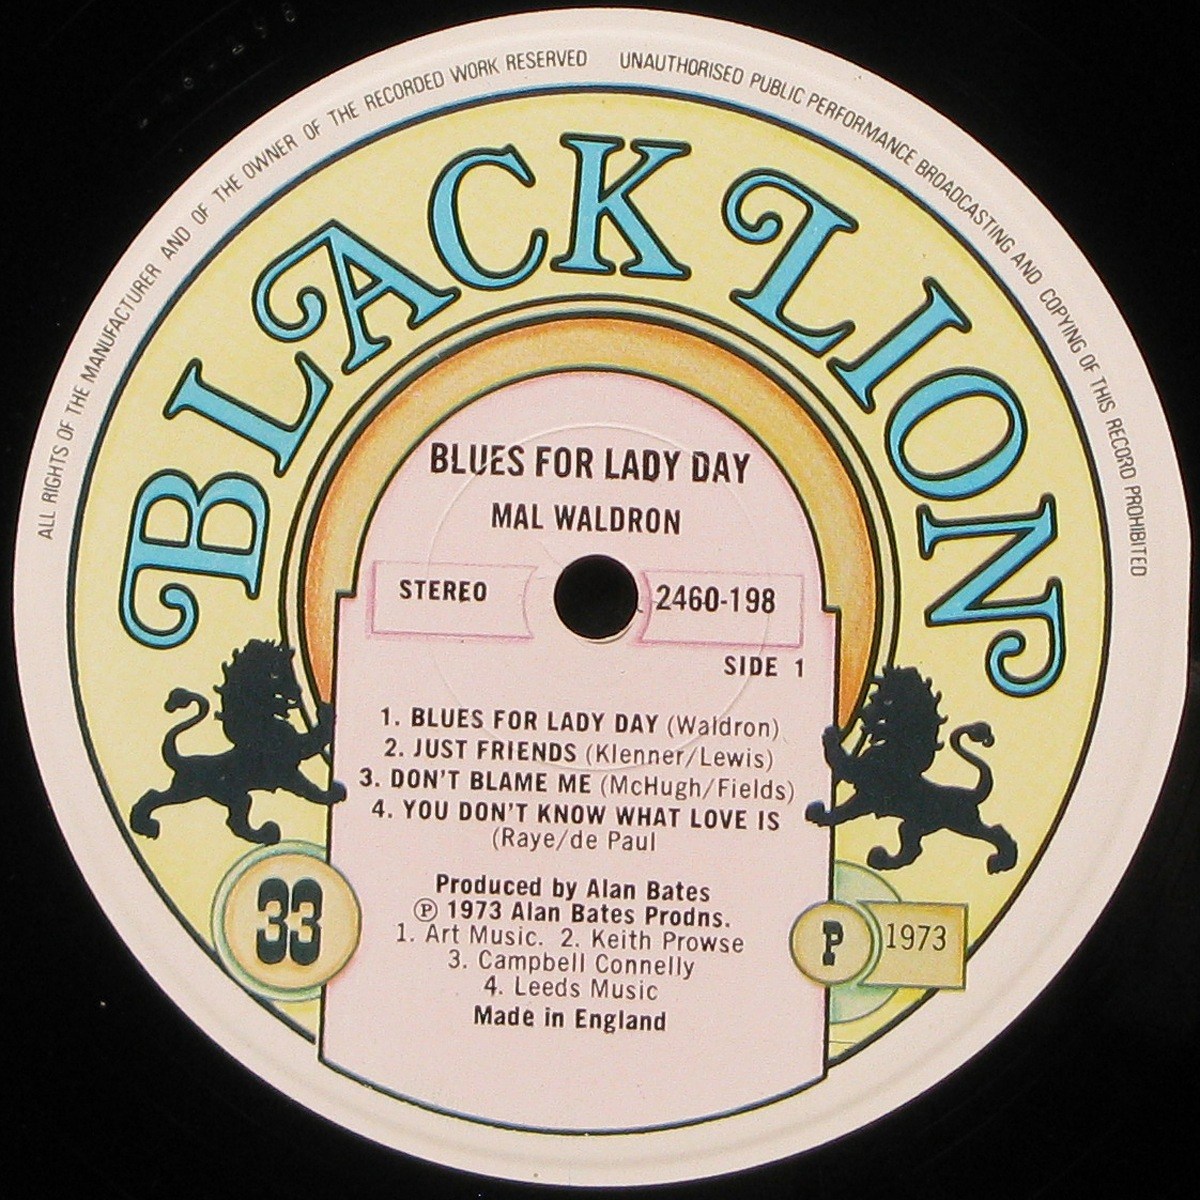 ALL RIGHTS OF THE MANUFACTURER AND OF THE OWNER OF THE RECORDED WORK RESERVED UNAUTHORISED PUBLIC PERFORMANCE BROADCASTING AND COPYING OF THIS RECORD PROHIBITED
BLACK LION
BLUES FOR LADY DAY
MAL WALDRON
STEREO 2460-198
SIDE 1
1. BLUES FOR LADY DAY (Waldron)
2. JUST FRIENDS (Klenner/Lewis)
3. DON'T BLAME ME (McHugh/Fields)
4. YOU DON'T KNOW WHAT LOVE IS
(Raye/de Paul
Produced by Alan Bates
℗ 1973 Alan Bates Prodns.
1. Art Music. 2. Keith Prowse
3. Campbell Connelly
4. Leeds Music
Made in England
33
P 1973